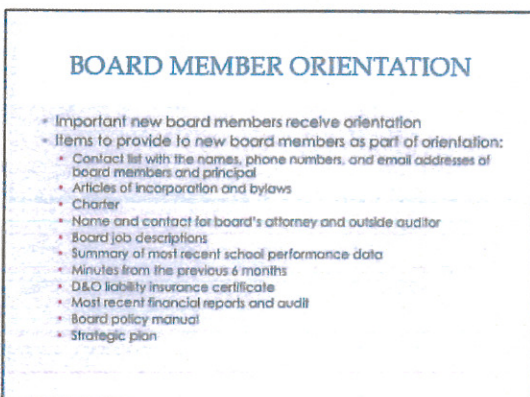 BOARD MEMBER ORIENTATION
Important new board members receive orientation
Items to provide to new board members as part of orientation:
Contact list with the names, phone numbers, and email addresses of
board members and principal
Articles of incorporation and bylaws
Charter
Name and contact for board's attorney and outside auditor
Board job descriptions
Summary of most recent school performance data
Minutes from the previous 6 months
D&O liability insurance certificate
Most recent financial reports and audit
Board policy manual
Strategic plan